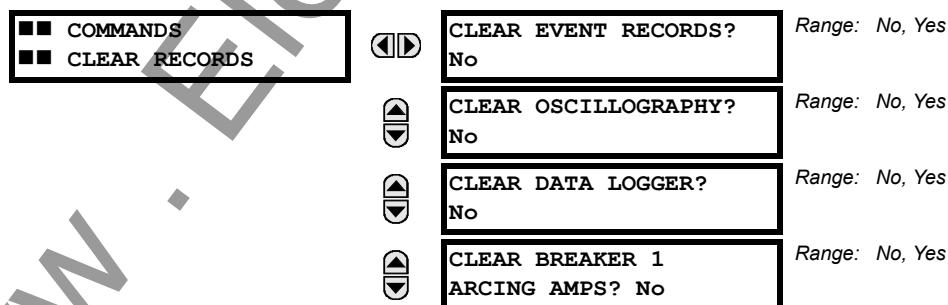 ■■ COMMANDS
■■ CLEAR RECORDS
CLEAR EVENT RECORDS?
No
Range: No, Yes
CLEAR OSCILLOGRAPHY?
No
Range: No, Yes
CLEAR DATA LOGGER?
No
Range: No, Yes
CLEAR BREAKER 1
ARCING AMPS? No
Range: No, Yes